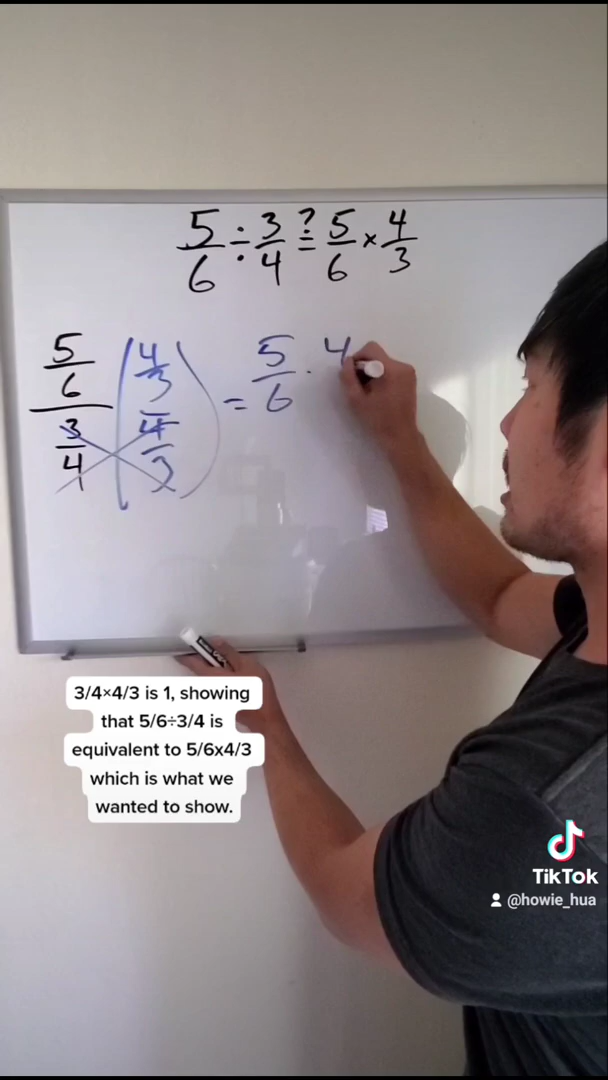 5/6 ÷ 3/4 ≟ 5/6 × 4/3
(5/6)/(3/4) ((4/3)/(4/3)) = 5/6 · 4
3/4×4/3 is 1, showing
that 5/6÷3/4 is
equivalent to 5/6x4/3
which is what we
wanted to show.
TikTok
@howie_hua